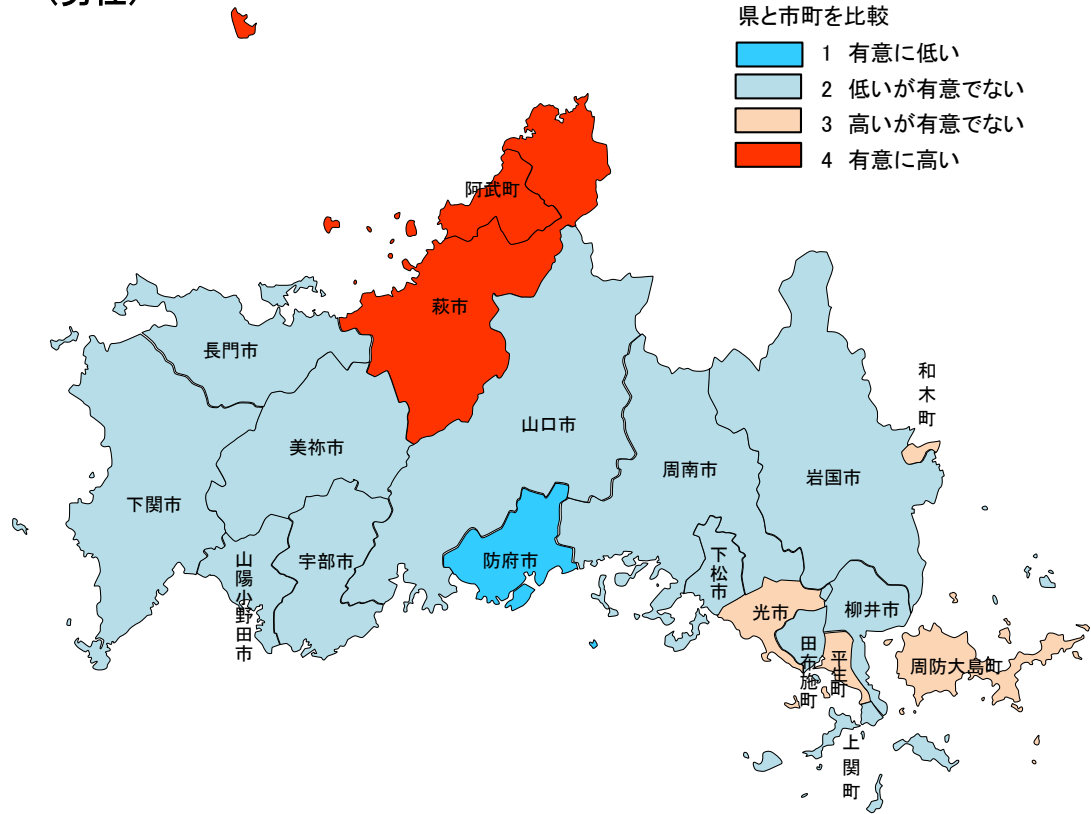 (男性)
県と市町を比較
1 有意に低い
2 低いが有意でない
3 高いが有意でない
4 有意に高い
阿武町
萩市
長門市
和木町
山口市
美祢市
周南市
岩国市
下関市
防府市
宇部市
山陽小野田市
下松市
光市
柳井市
田布施町
平生町
周防大島町
上関町